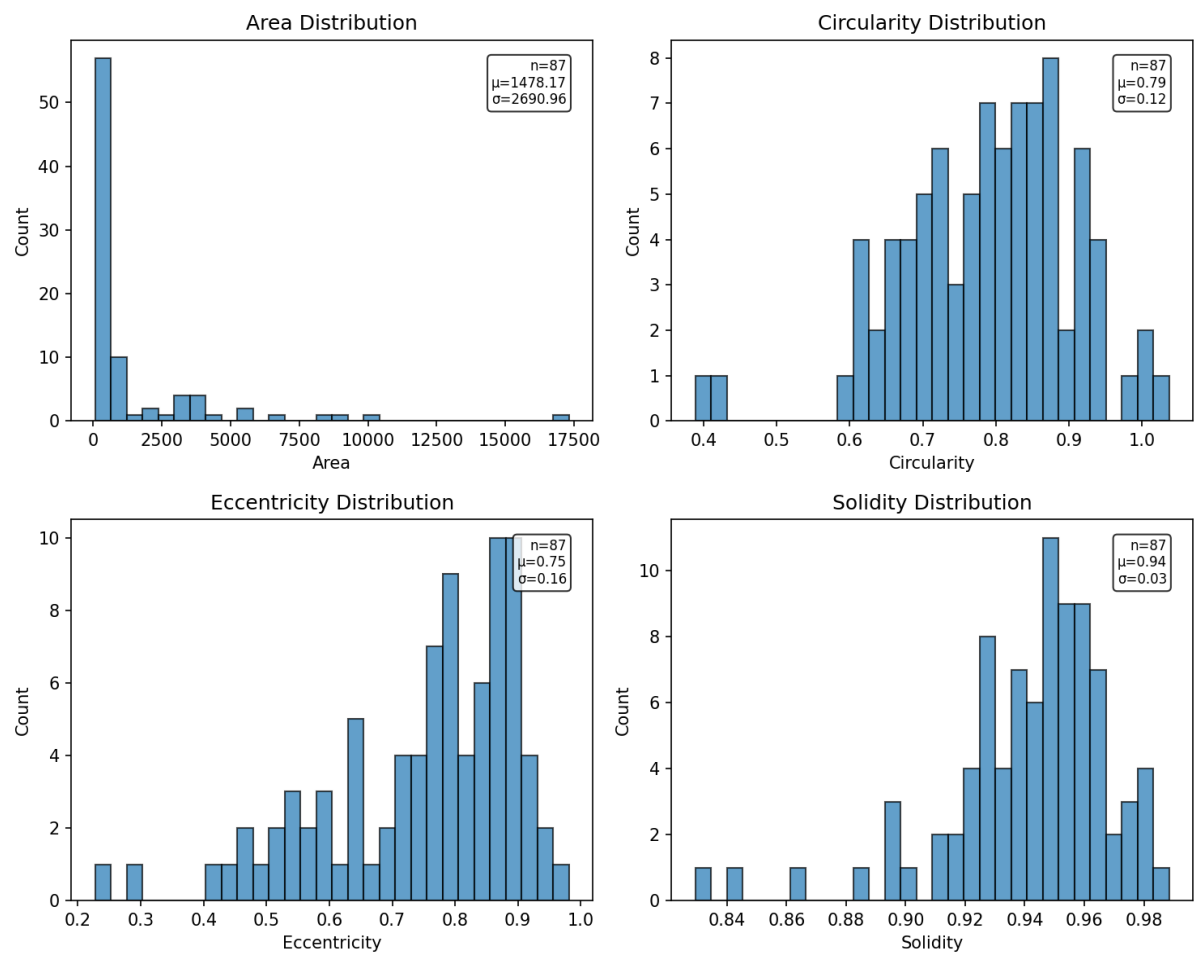 Area Distribution
n=87
μ=1478.17
σ=2690.96
Count
50
40
30
20
10
0
0 2500 5000 7500 10000 12500 15000 17500
Area
Circularity Distribution
n=87
μ=0.79
σ=0.12
Count
8
7
6
5
4
3
2
1
0
0.4 0.5 0.6 0.7 0.8 0.9 1.0
Circularity
Eccentricity Distribution
n=87
μ=0.75
σ=0.16
Count
10
8
6
4
2
0
0.2 0.3 0.4 0.5 0.6 0.7 0.8 0.9 1.0
Eccentricity
Solidity Distribution
n=87
μ=0.94
σ=0.03
Count
10
8
6
4
2
0
0.84 0.86 0.88 0.90 0.92 0.94 0.96 0.98
Solidity